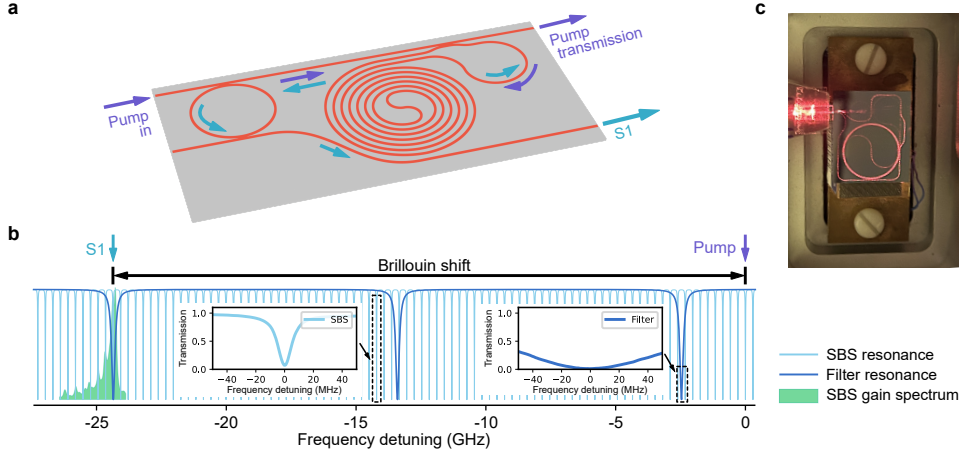 a
Pump
in
Pump
transmission
S1
c
b
S1
Pump
Brillouin shift
Transmission
1.0
0.5
0.0
SBS
−40 −20 0 20 40
Frequency detuning (MHz)
Transmission
1.0
0.5
0.0
Filter
−40 −20 0 20 40
Frequency detuning (MHz)
-25 -20 -15 -10 -5 0
Frequency detuning (GHz)
SBS resonance
Filter resonance
SBS gain spectrum